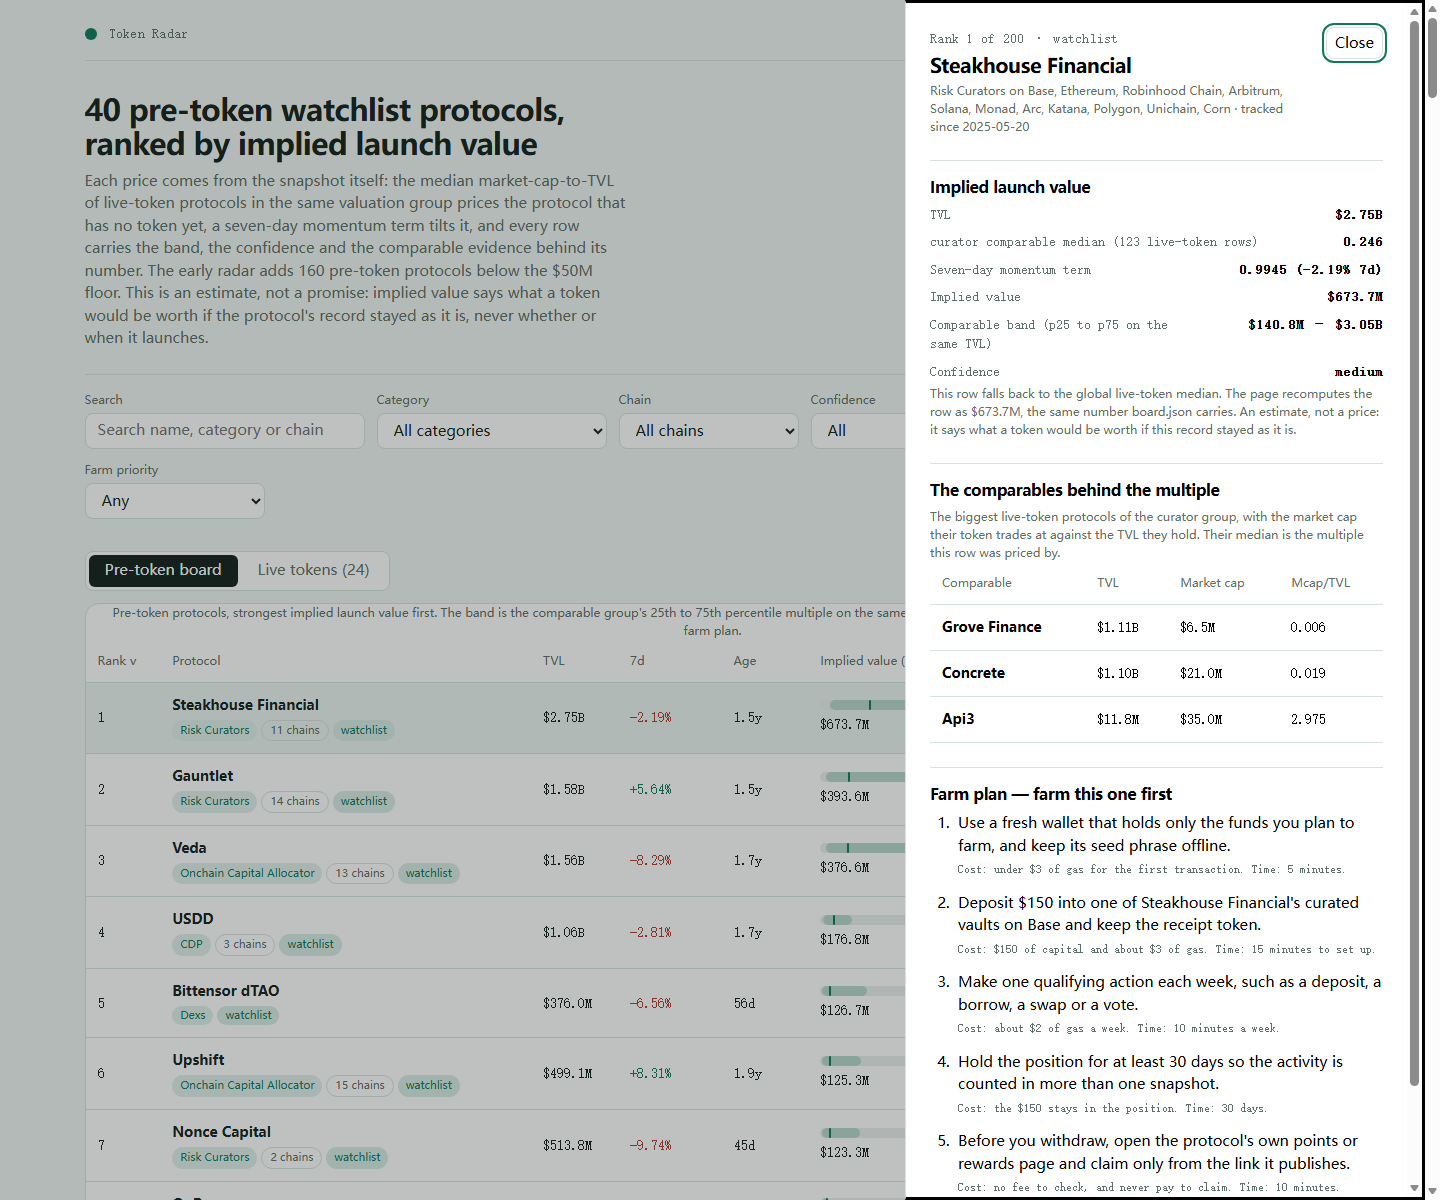 Token Radar
40 pre-token watchlist protocols,
ranked by implied launch value
Each price comes from the snapshot itself: the median market-cap-to-TVL
of live-token protocols in the same valuation group prices the protocol that
has no token yet, a seven-day momentum term tilts it, and every row
carries the band, the confidence and the comparable evidence behind its
number. The early radar adds 160 pre-token protocols below the $50M
floor. This is an estimate, not a promise: implied value says what a token
would be worth if the protocol's record stayed as it is, never whether or
when it launches.
Search
Category
Chain
Confidence
Search name, category or chain
All categories
All chains
All
Farm priority
Any
Pre-token board
Live tokens (24)
Pre-token protocols, strongest implied launch value first. The band is the comparable group's 25th to 75th percentile multiple on the same
farm plan.
Rank v Protocol TVL 7d Age Implied value (
1 Steakhouse Financial $2.75B −2.19% 1.5y $673.7M
Risk Curators 11 chains watchlist
2 Gauntlet $1.58B +5.64% 1.5y $393.6M
Risk Curators 14 chains watchlist
3 Veda $1.56B −8.29% 1.7y $376.6M
Onchain Capital Allocator 13 chains watchlist
4 USDD $1.06B −2.81% 1.7y $176.8M
CDP 3 chains watchlist
5 Bittensor dTAO $376.0M −6.56% 56d $126.7M
Dexs watchlist
6 Upshift $499.1M +8.31% 1.9y $125.3M
Onchain Capital Allocator 15 chains watchlist
7 Nonce Capital $513.8M −9.74% 45d $123.3M
Risk Curators 2 chains watchlist
Rank 1 of 200 · watchlist
Close
Steakhouse Financial
Risk Curators on Base, Ethereum, Robinhood Chain, Arbitrum,
Solana, Monad, Arc, Katana, Polygon, Unichain, Corn · tracked
since 2025-05-20
Implied launch value
TVL $2.75B
curator comparable median (123 live-token rows) 0.246
Seven-day momentum term 0.9945 (−2.19% 7d)
Implied value $673.7M
Comparable band (p25 to p75 on the $140.8M — $3.05B
same TVL)
Confidence medium
This row falls back to the global live-token median. The page recomputes the
row as $673.7M, the same number board.json carries. An estimate, not a price:
it says what a token would be worth if this record stayed as it is.
The comparables behind the multiple
The biggest live-token protocols of the curator group, with the market cap
their token trades at against the TVL they hold. Their median is the multiple
this row was priced by.
Comparable TVL Market cap Mcap/TVL
Grove Finance $1.11B $6.5M 0.006
Concrete $1.10B $21.0M 0.019
Api3 $11.8M $35.0M 2.975
Farm plan — farm this one first
1. Use a fresh wallet that holds only the funds you plan to
farm, and keep its seed phrase offline.
Cost: under $3 of gas for the first transaction. Time: 5 minutes.
2. Deposit $150 into one of Steakhouse Financial's curated
vaults on Base and keep the receipt token.
Cost: $150 of capital and about $3 of gas. Time: 15 minutes to set up.
3. Make one qualifying action each week, such as a deposit, a
borrow, a swap or a vote.
Cost: about $2 of gas a week. Time: 10 minutes a week.
4. Hold the position for at least 30 days so the activity is
counted in more than one snapshot.
Cost: the $150 stays in the position. Time: 30 days.
5. Before you withdraw, open the protocol's own points or
rewards page and claim only from the link it publishes.
Cost: no fee to check, and never pay to claim. Time: 10 minutes.